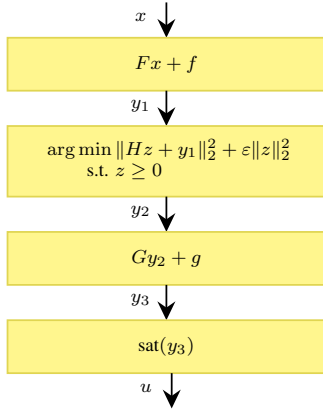 x
Fx + f
y₁
arg min ‖Hz + y₁‖₂² + ε‖z‖₂²
s.t. z ≥ 0
y₂
Gy₂ + g
y₃
sat(y₃)
u